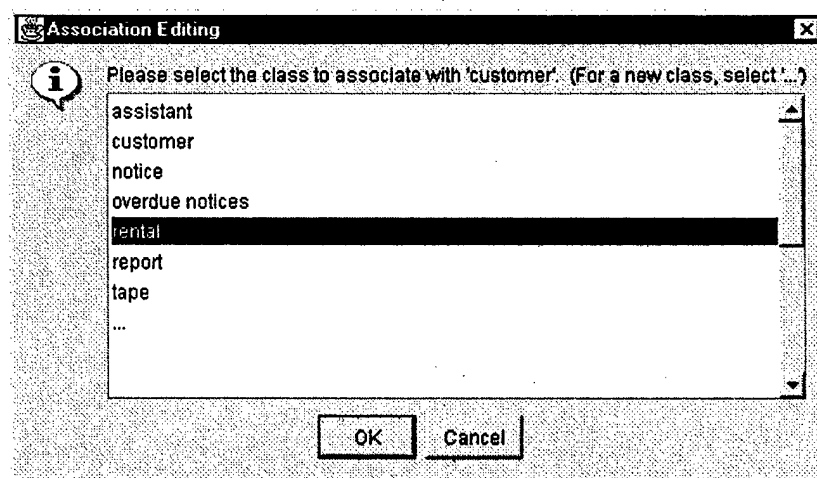 Association Editing
Please select the class to associate with 'customer'. (For a new class, select '...')
assistant
customer
notice
overdue notices
rental
report
tape
...
OK Cancel